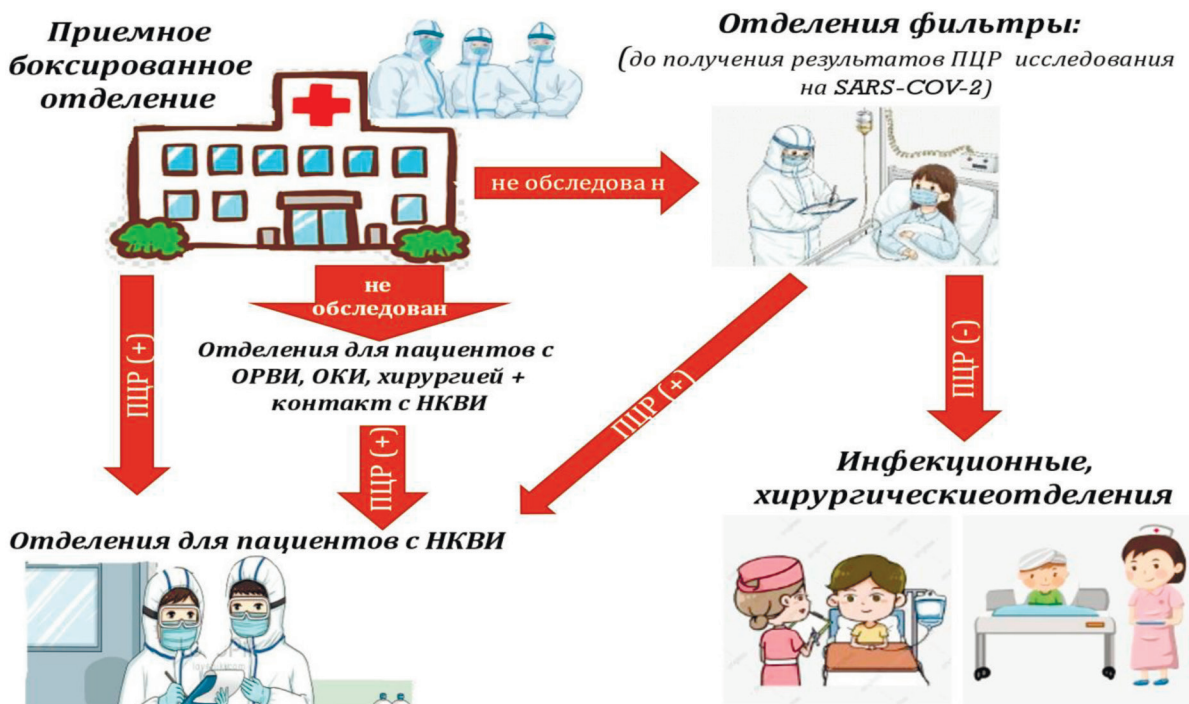 Приемное
боксированное
отделение
Отделения фильтры:
(до получения результатов ПЦР исследования
на SARS-COV-2)
не обследова н
не
обследован
ПЦР (+)
Отделения для пациентов с
ОРВИ, ОКИ, хирургией +
контакт с НКВИ
ПЦР (+)
ПЦР (+)
ПЦР (-)
Инфекционные,
хирургическиеотделения
Отделения для пациентов с НКВИ